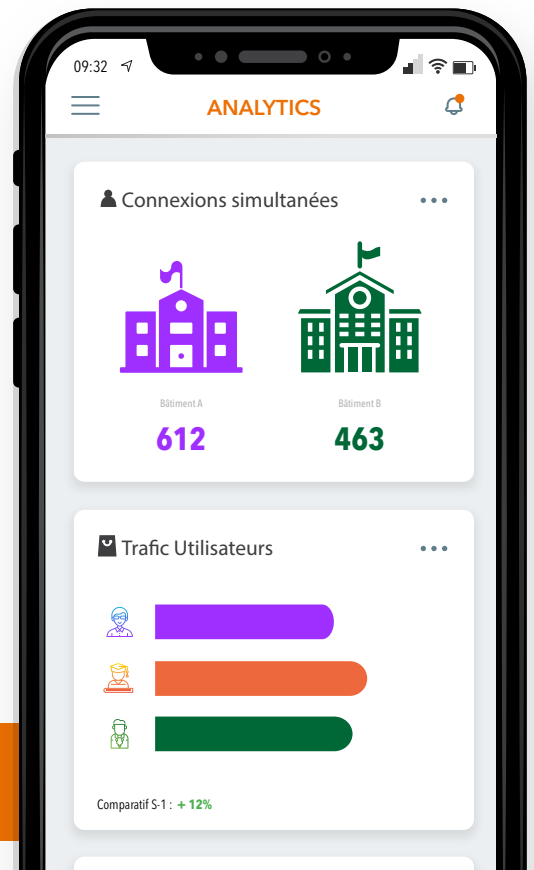 09:32
ANALYTICS
Connexions simultanées
Bâtiment A
Bâtiment B
612
463
Trafic Utilisateurs
Comparatif S-1 : + 12%